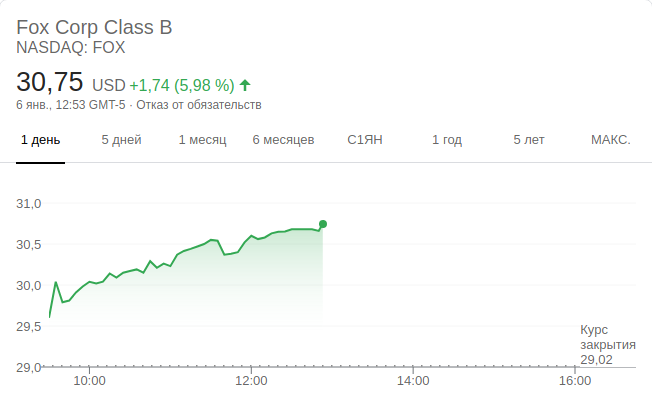 Fox Corp Class B
NASDAQ: FOX
30,75 USD +1,74 (5,98 %)
6 янв., 12:53 GMT-5 · Отказ от обязательств
1 день 5 дней 1 месяц 6 месяцев С1ЯН 1 год 5 лет МАКС.
31,0
30,5
30,0
29,5
Курс
закрытия
29,02
29,0
10:00 12:00 14:00 16:00